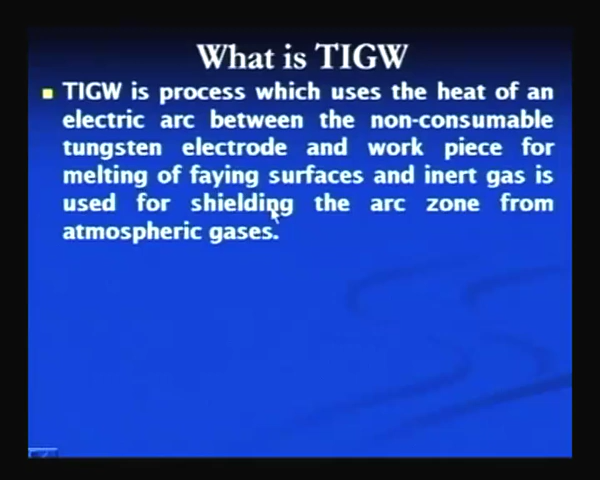 What is TIGW
TIGW is process which uses the heat of an
electric arc between the non-consumable
tungsten electrode and work piece for
melting of faying surfaces and inert gas is
used for shielding the arc zone from
atmospheric gases.